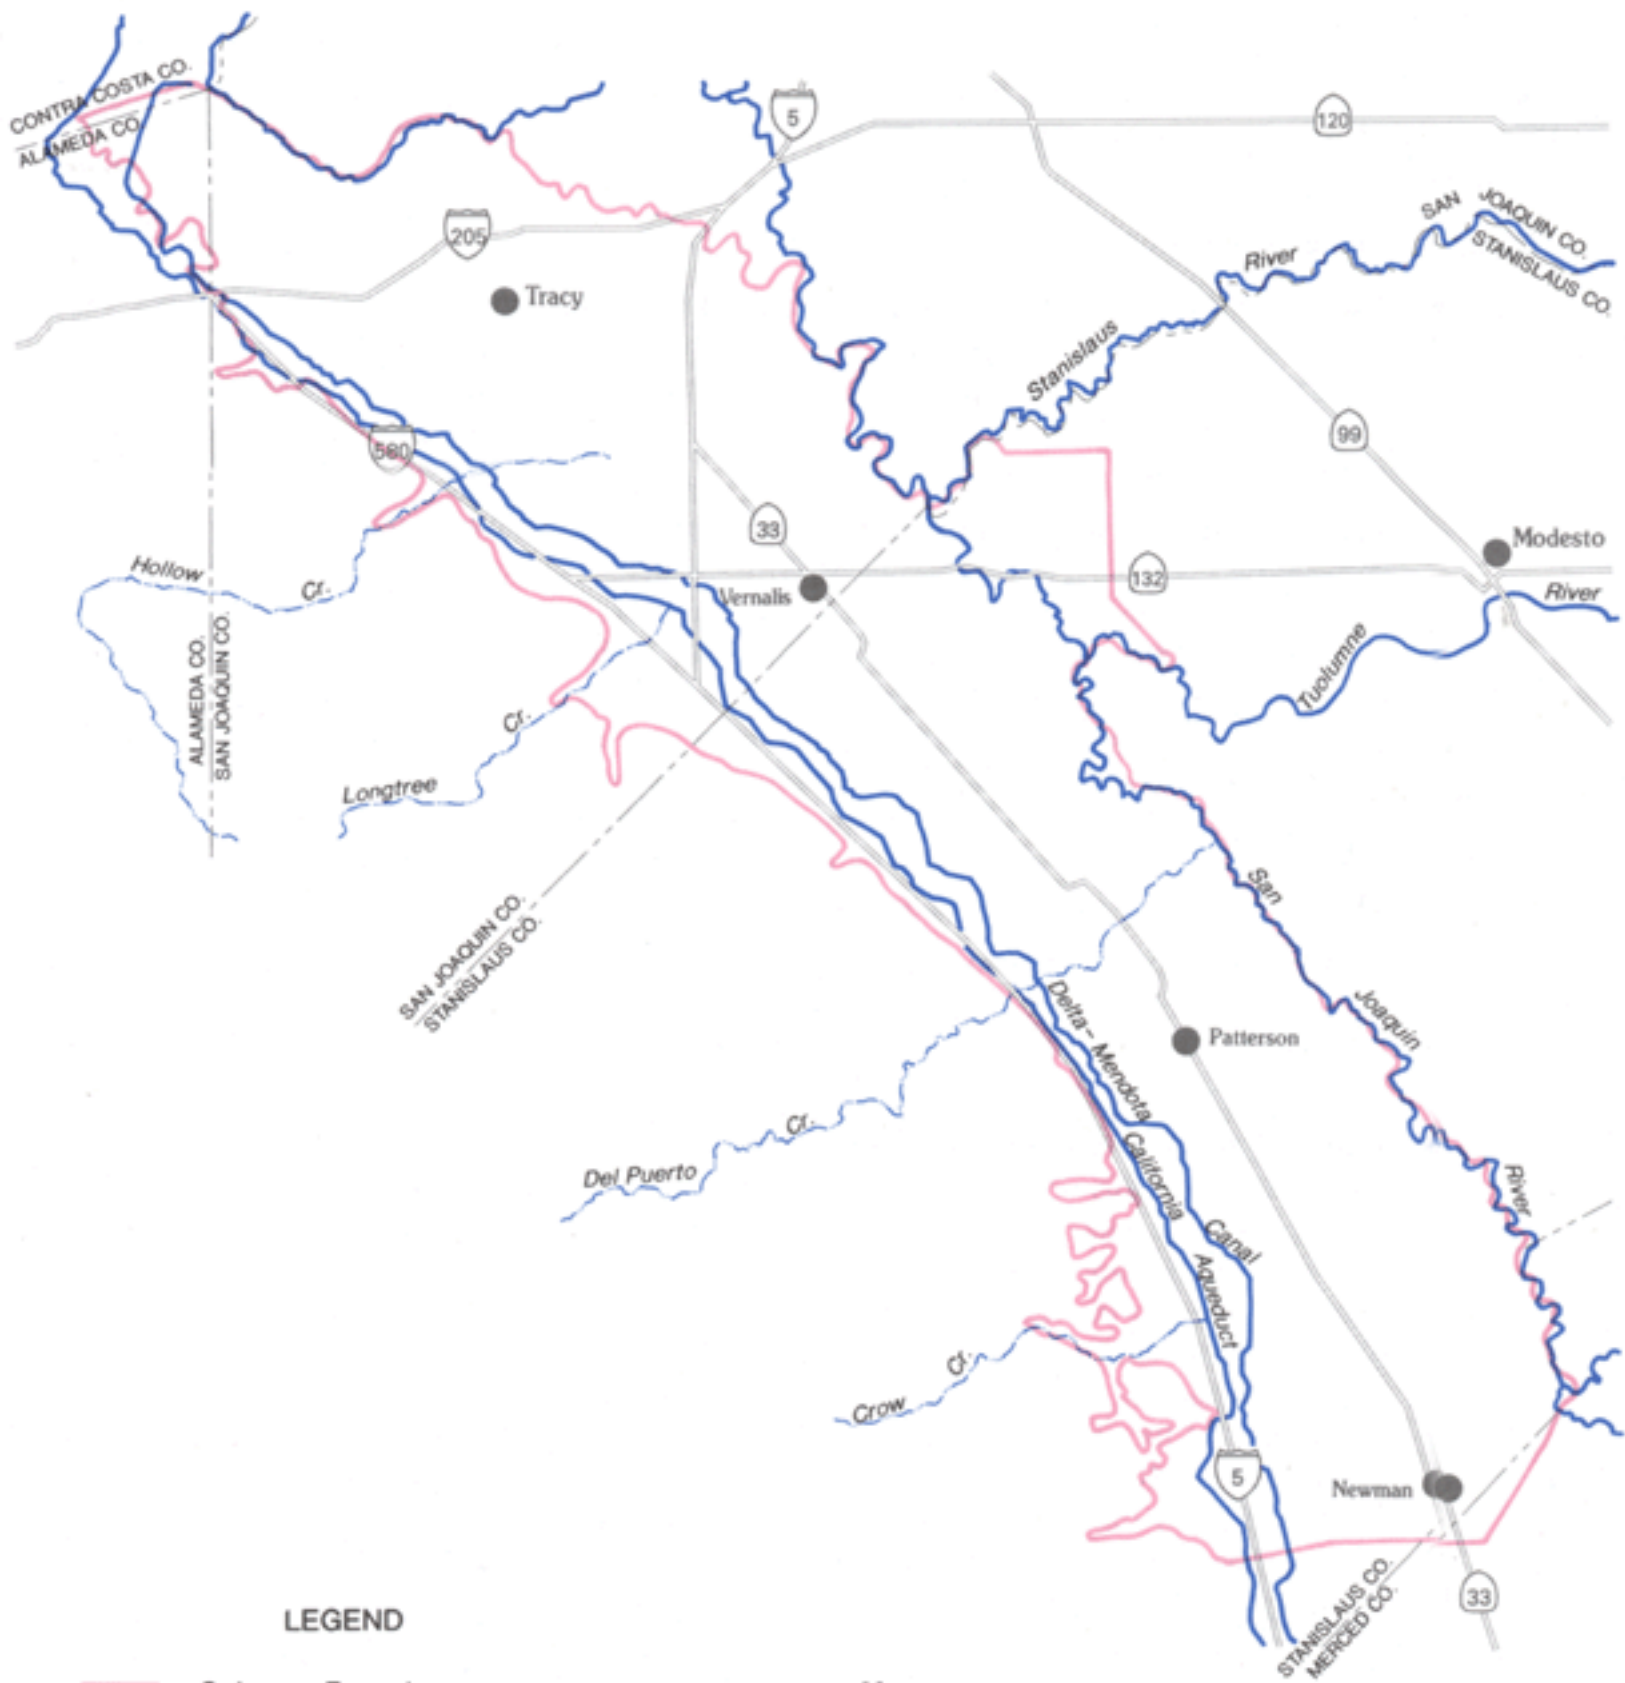 CONTRA COSTA CO.
ALAMEDA CO.
5
120
205
Tracy
SAN JOAQUIN CO.
STANISLAUS CO.
Stanislaus River
99
580
33
Hollow Cr.
Vernalis
132
Modesto
Tuolumne River
ALAMEDA CO.
SAN JOAQUIN CO.
Longtree Cr.
SAN JOAQUIN CO.
STANISLAUS CO.
San Joaquin River
Delta-Mendota Canal
Patterson
California Aqueduct
Del Puerto Cr.
Crow Cr.
5
Newman
33
STANISLAUS CO.
MERCED CO.
LEGEND